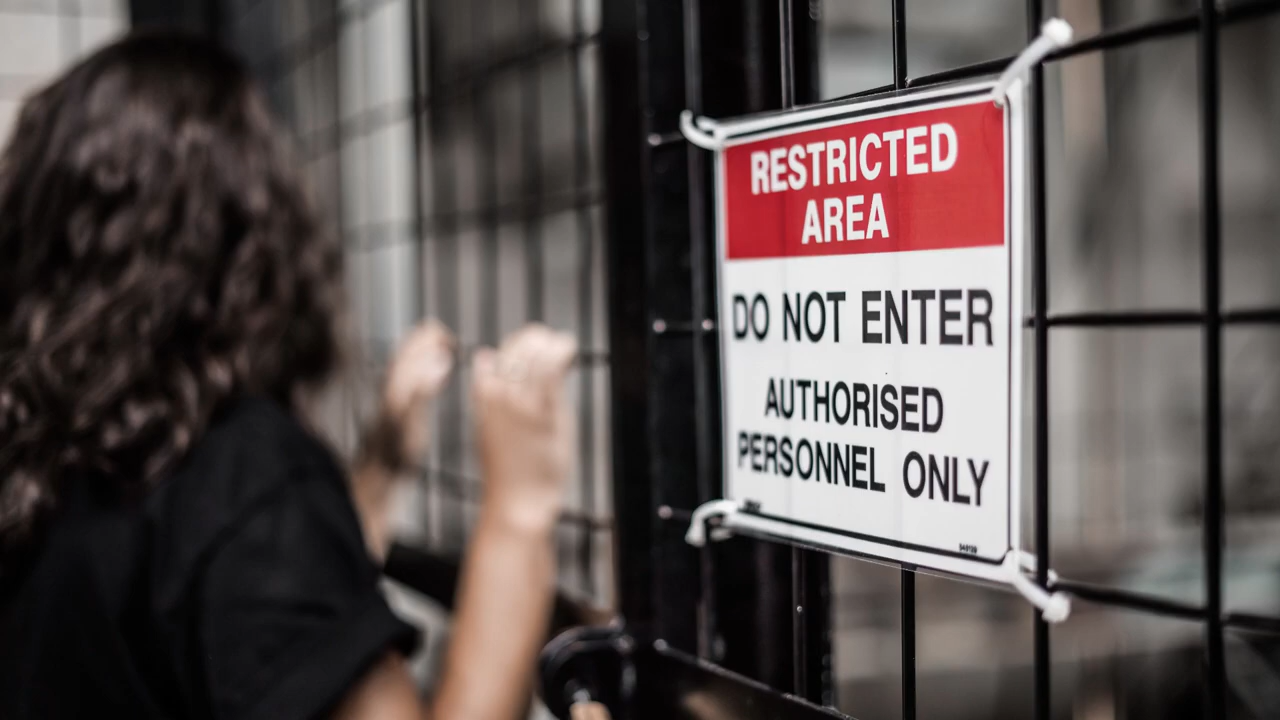 RESTRICTED
AREA
DO NOT ENTER
AUTHORISED
PERSONNEL ONLY